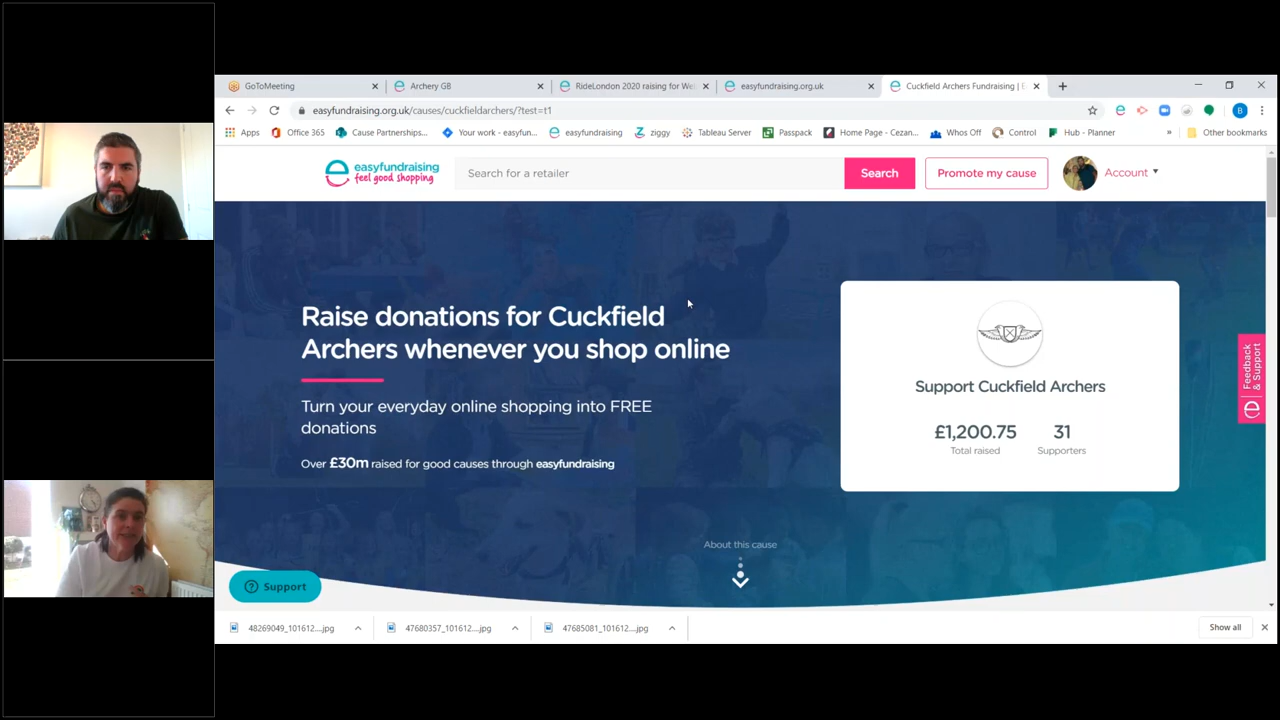 GoToMeeting
Archery GB
RideLondon 2020 raising for We
easyfundraising.org.uk
Cuckfield Archers Fundraising |
easyfundraising.org.uk/causes/cuckfieldarchers/?test=t1
B
Apps
Office 365
Cause Partnerships...
Your work - easyfun...
easyfundraising
ziggy
Tableau Server
Passpack
Home Page - Cezan...
Whos Off
Control
Hub - Planner
»
Other bookmarks
easyfundraising
feel good shopping
Search for a retailer
Search
Promote my cause
Account
Raise donations for Cuckfield
Archers whenever you shop online
Turn your everyday online shopping into FREE
donations
Over £30m raised for good causes through easyfundraising
Support Cuckfield Archers
£1,200.75 31
Total raised Supporters
Feedback
& Support
About this cause
Support
48269049_101612....jpg
47680357_101612....jpg
47685081_101612....jpg
Show all